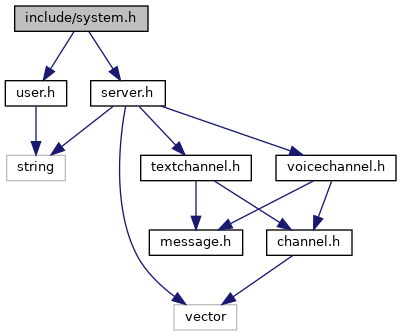 include/system.h
user.h
server.h
string
textchannel.h
voicechannel.h
message.h
channel.h
vector